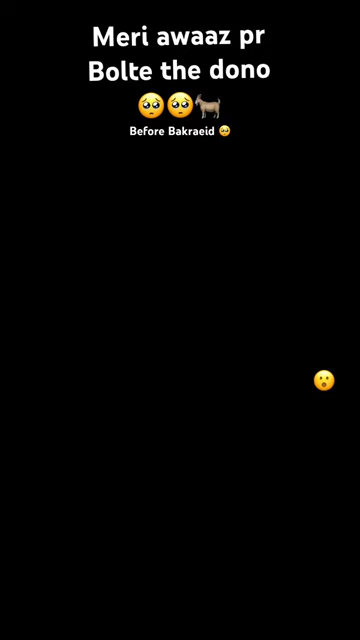 Meri awaaz pr
Bolte the dono
🥺🥺🐐
Before Bakraeid 🥺
😮